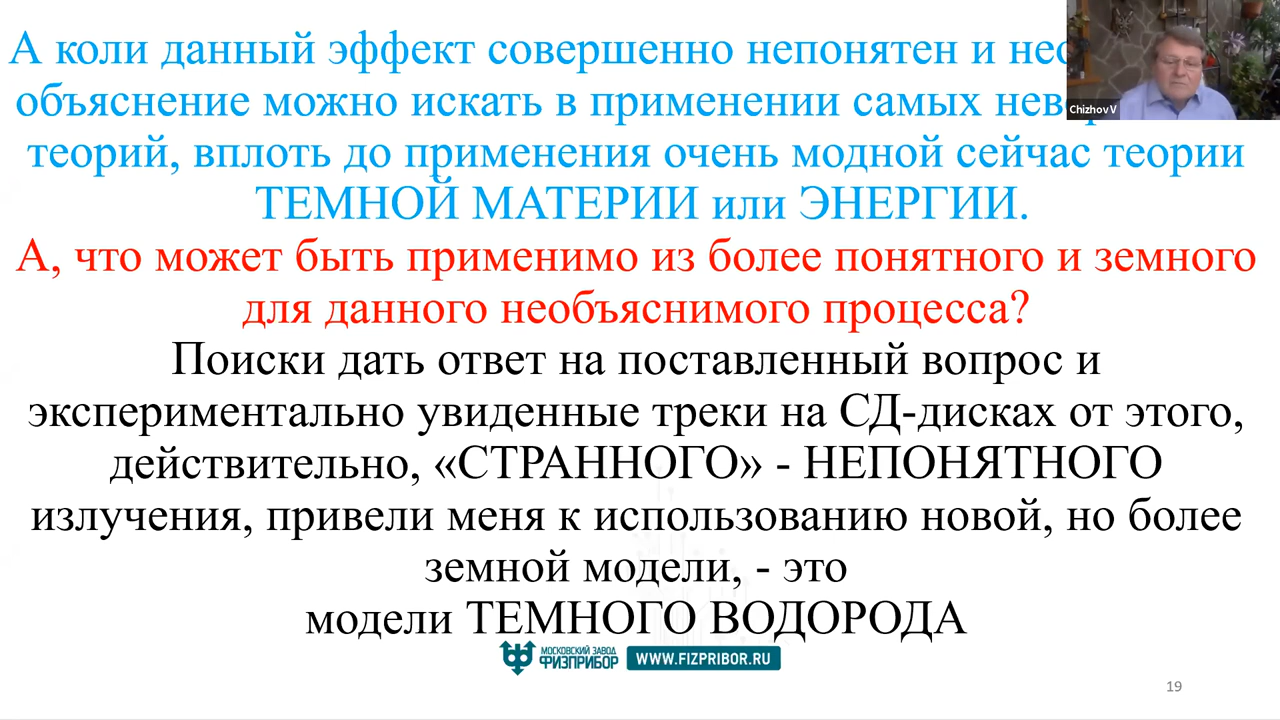 А коли данный эффект совершенно непонятен и
объяснение можно искать в применении самых
Chizhov V
теорий, вплоть до применения очень модной сейчас теории
ТЕМНОЙ МАТЕРИИ или ЭНЕРГИИ.
А, что может быть применимо из более понятного и земного
для данного необъяснимого процесса?
Поиски дать ответ на поставленный вопрос и
экспериментально увиденные треки на СД-дисках от этого,
действительно, «СТРАННОГО» - НЕПОНЯТНОГО
излучения, привели меня к использованию новой, но более
земной модели, - это
модели ТЕМНОГО ВОДОРОДА
МОСКОВСКИЙ ЗАВОД
ФИЗПРИБОР
WWW.FIZPRIBOR.RU
19